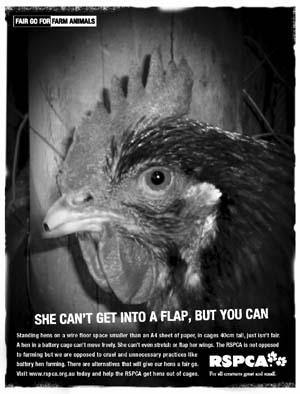 FAIR GO FOR FARM ANIMALS
SHE CAN'T GET INTO A FLAP, BUT YOU CAN
Standing hens on a wire floor space smaller than an A4 sheet of paper, in cages 40cm tall, just isn't fair.
A hen in a battery cage can't move freely. She can't even stretch or flap her wings. The RSPCA is not opposed
to farming but we are opposed to cruel and unnecessary practices like
battery hen farming. There are alternatives that will give our hens a fair go.
Visit www.rspca.org.au today and help the RSPCA get hens out of cages.
RSPCA
For all creatures great and small.